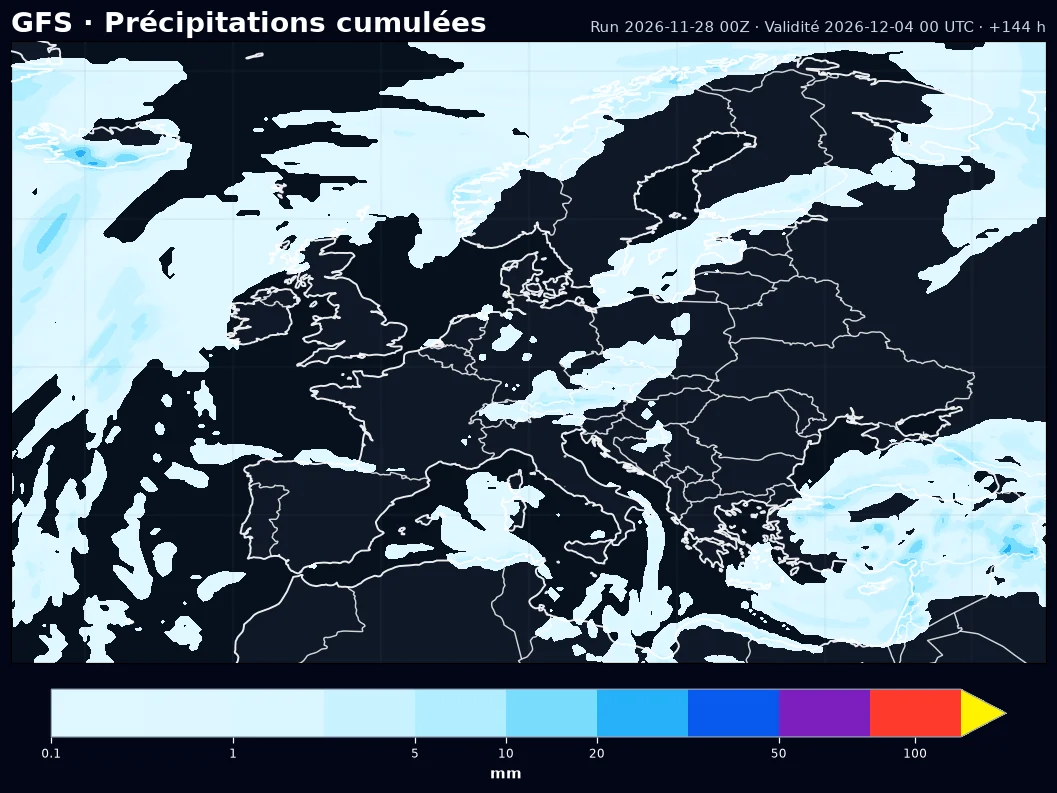 GFS · Précipitations cumulées
Run 2026-11-28 00Z · Validité 2026-12-04 00 UTC · +144 h
0.1 1 5 10 20 50 100
mm